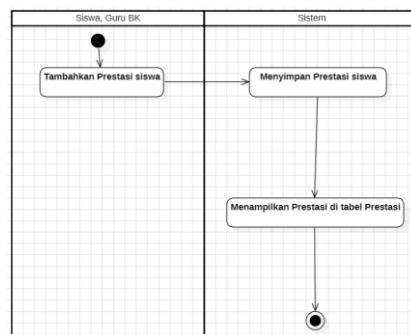 Siswa, Guru BK
Sistem
Tambahkan Prestasi siswa
Menyimpan Prestasi siswa
Menampilkan Prestasi di tabel Prestasi